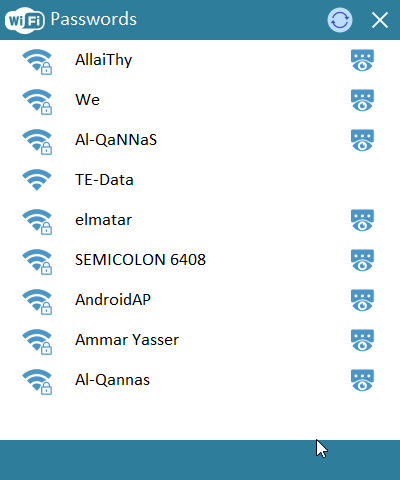 WiFi Passwords
AllaiThy
We
Al-QaNNaS
TE-Data
elmatar
SEMICOLON 6408
AndroidAP
Ammar Yasser
Al-Qannas